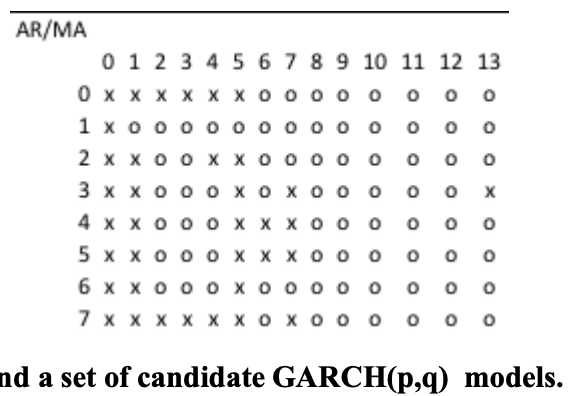 AR/MA
0 1 2 3 4 5 6 7 8 9 10 11 12 13
0 x x x x x x o o o o o o o o
1 x o o o o o o o o o o o o o
2 x x o o x x o o o o o o o o
3 x x o o o x o x o o o o o x
4 x x o o o x x x o o o o o o
5 x x o o o x x x o o o o o o
6 x x o o o x o o o o o o o o
7 x x x x x x o x o o o o o o
nd a set of candidate GARCH(p,q) models.